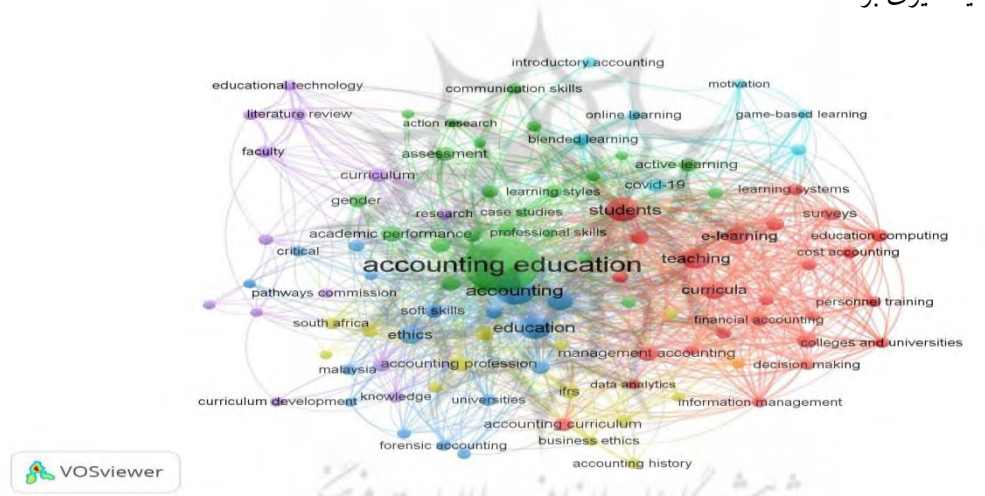 introductory accounting
educational technology
communication skills
motivation
literature review
action research
online learning
game-based learning
blended learning
faculty
assessment
active learning
curriculum
covid-19
learning styles
learning systems
gender
research
case studies
students
surveys
academic performance
professional skills
e-learning
education computing
critical
cost accounting
accounting education
teaching
pathways commission
accounting
curricula
personnel training
soft skills
south africa
education
financial accounting
ethics
colleges and universities
management accounting
malaysia
accounting profession
decision making
ifrs
data analytics
curriculum development
knowledge
universities
information management
accounting curriculum
forensic accounting
business ethics
accounting history
VOSviewer